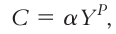 C = αY^P,